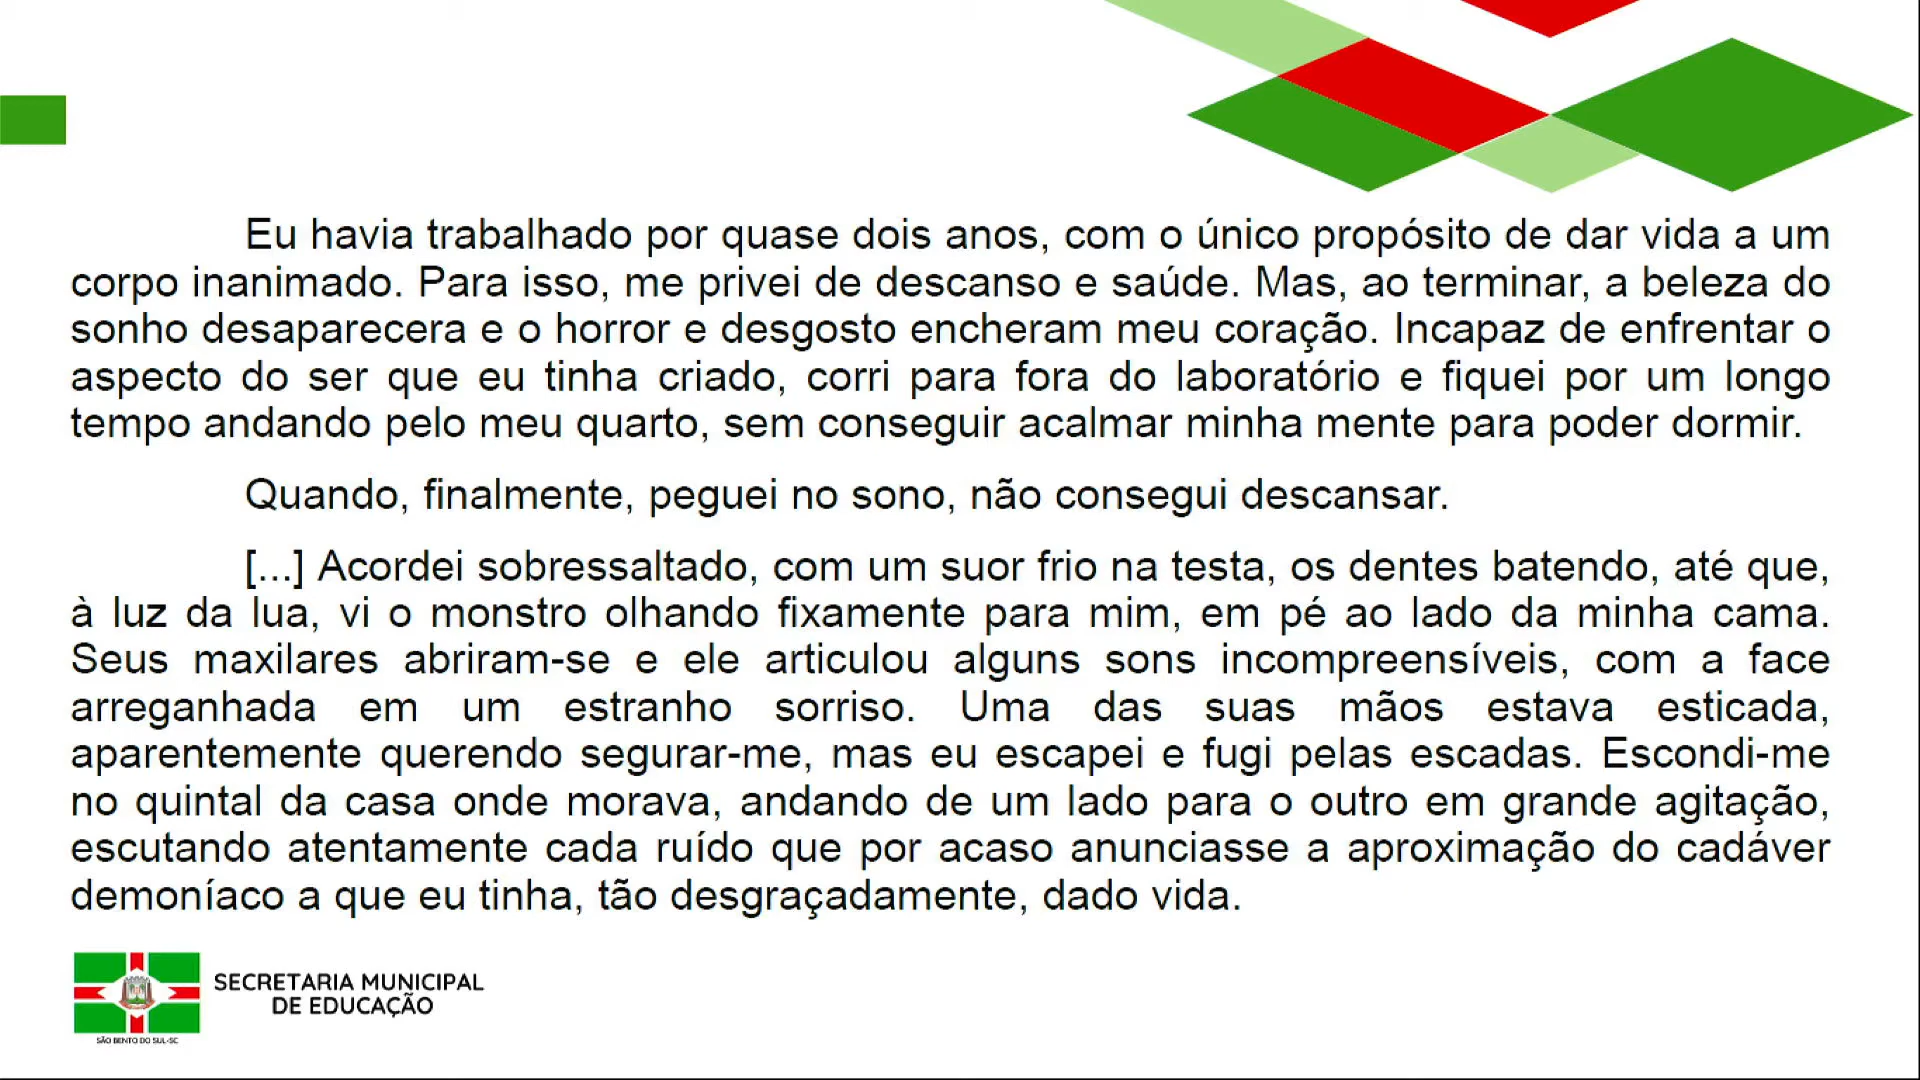 Eu havia trabalhado por quase dois anos, com o único propósito de dar vida a um
corpo inanimado. Para isso, me privei de descanso e saúde. Mas, ao terminar, a beleza do
sonho desaparecera e o horror e desgosto encheram meu coração. Incapaz de enfrentar o
aspecto do ser que eu tinha criado, corri para fora do laboratório e fiquei por um longo
tempo andando pelo meu quarto, sem conseguir acalmar minha mente para poder dormir.
Quando, finalmente, peguei no sono, não consegui descansar.
[...] Acordei sobressaltado, com um suor frio na testa, os dentes batendo, até que,
à luz da lua, vi o monstro olhando fixamente para mim, em pé ao lado da minha cama.
Seus maxilares abriram-se e ele articulou alguns sons incompreensíveis, com a face
arreganhada em um estranho sorriso. Uma das suas mãos estava esticada,
aparentemente querendo segurar-me, mas eu escapei e fugi pelas escadas. Escondi-me
no quintal da casa onde morava, andando de um lado para o outro em grande agitação,
escutando atentamente cada ruído que por acaso anunciasse a aproximação do cadáver
demoníaco a que eu tinha, tão desgraçadamente, dado vida.
SECRETARIA MUNICIPAL
DE EDUCAÇÃO
SÃO BENTO DO SUL-SC